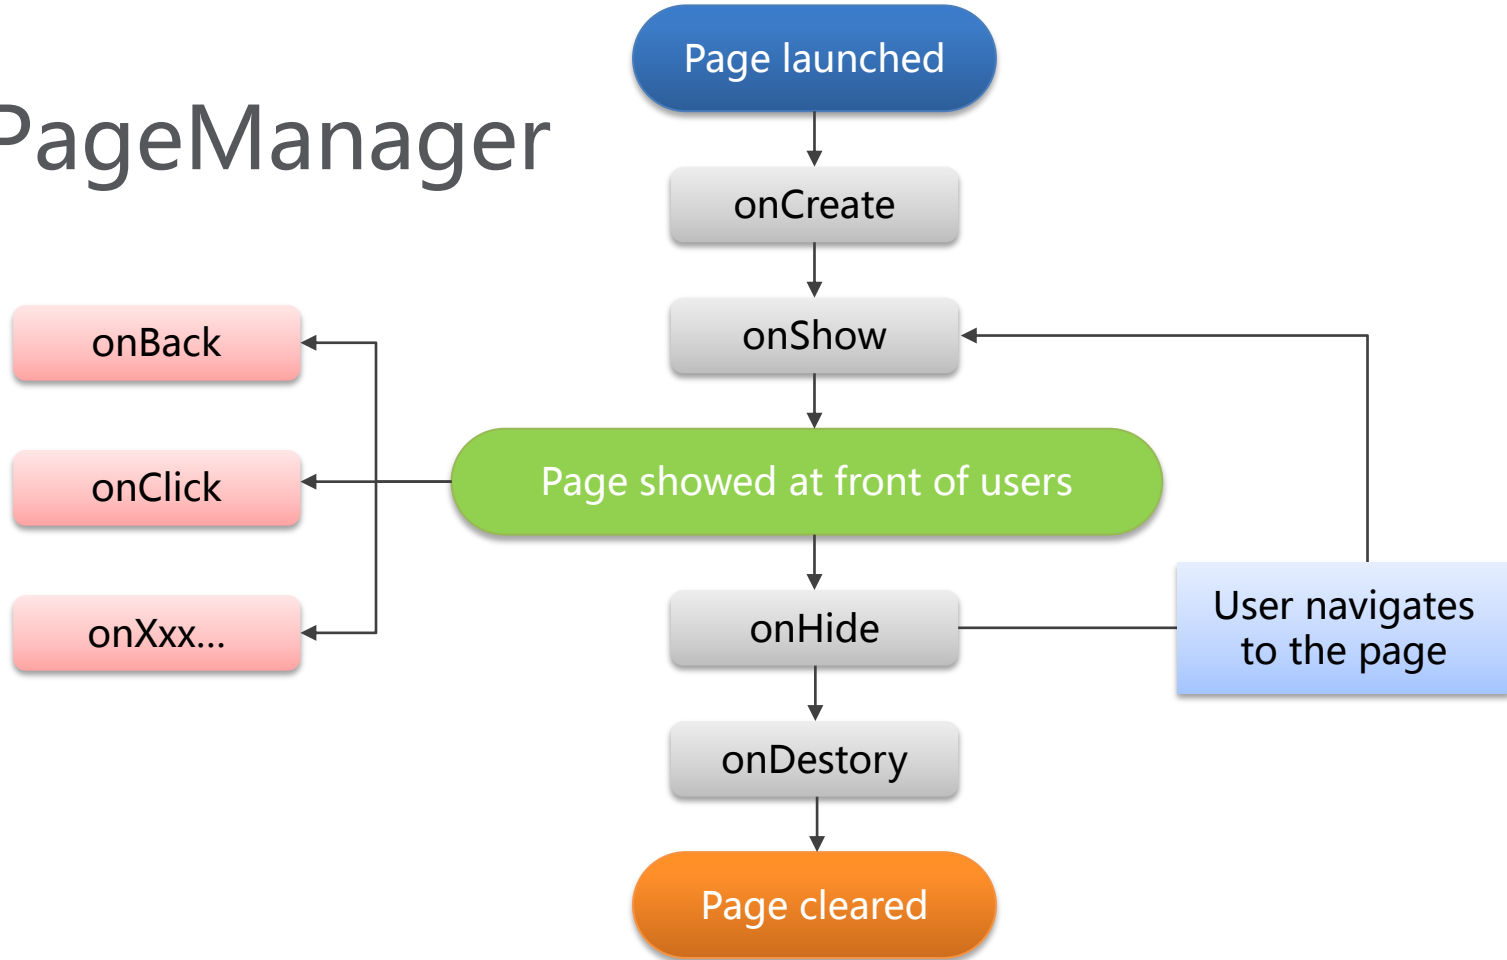 Page launched
PageManager
onCreate
onShow
onBack
onClick
Page showed at front of users
onXxx...
onHide
User navigates
to the page
onDestory
Page cleared